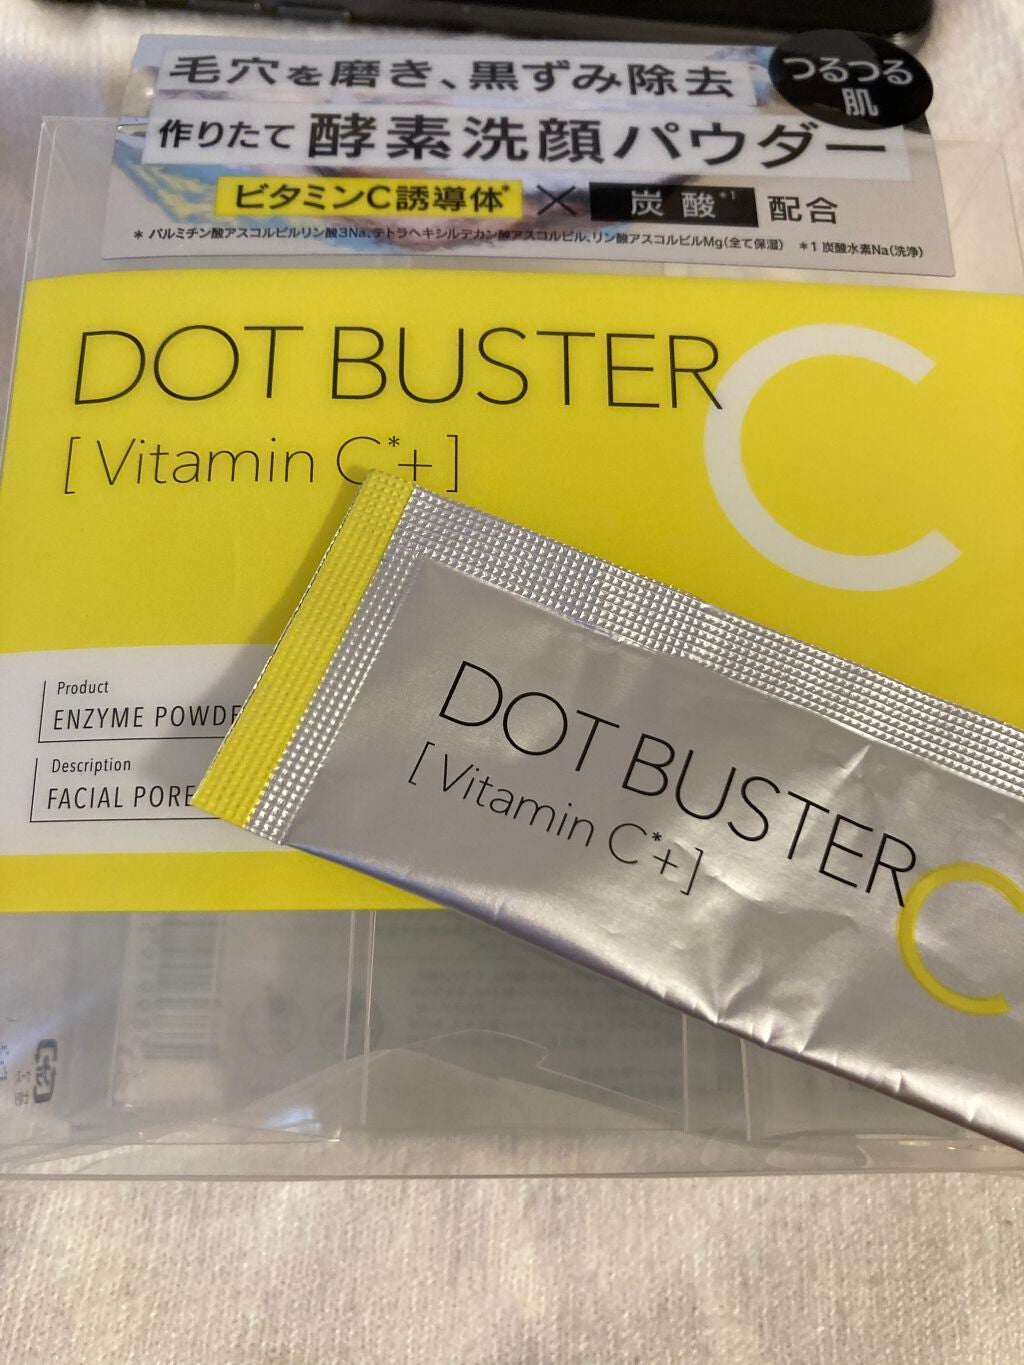 毛穴を磨き、黒ずみ除去
つるつる
肌
作りたて 酵素洗顔パウダー
ビタミンC誘導体* × 炭酸*1 配合
* パルミチン酸アスコルビルリン酸3Na、テトラヘキシルデカン酸アスコルビル、リン酸アスコルビルMg(全て保湿) *1 炭酸水素Na(洗浄)
DOT BUSTER C
[ Vitamin C*+ ]
Product
ENZYME POWDE
Description
FACIAL PORE
DOT BUSTER C
[ Vitamin C*+ ]